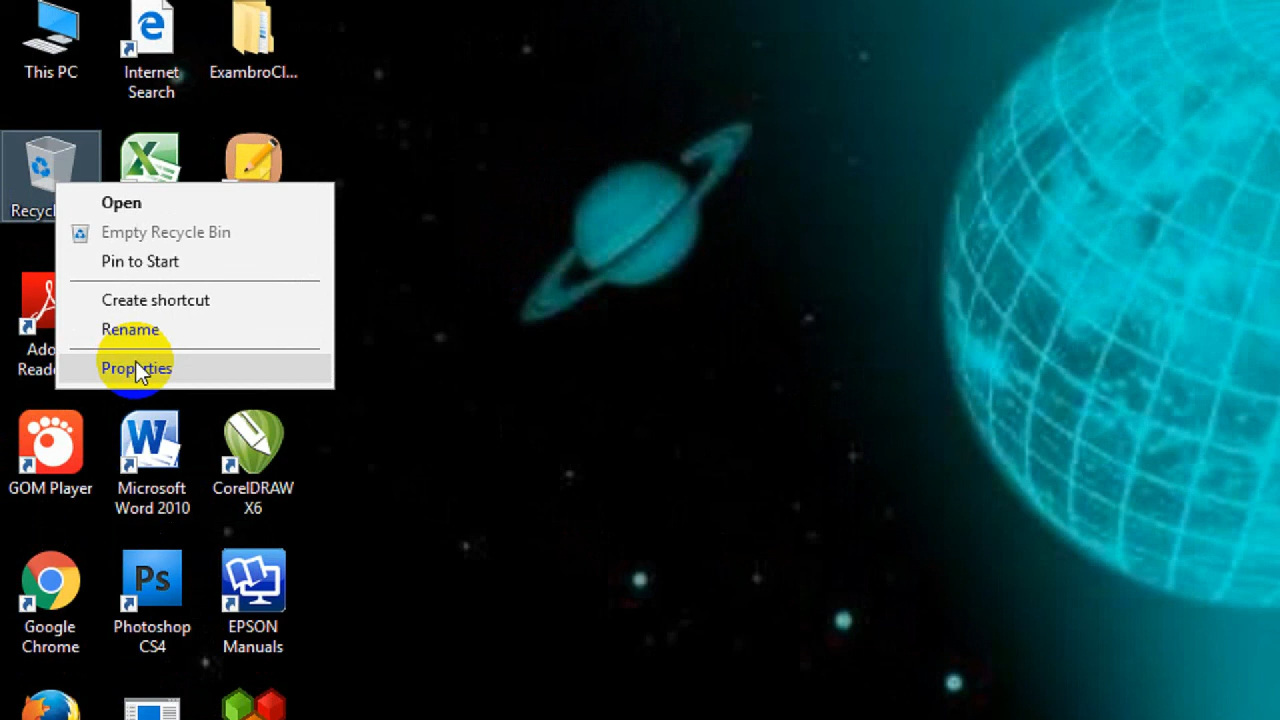 This PC
Internet
Search
ExambroCl...
Recycl
Open
Empty Recycle Bin
Pin to Start
Create shortcut
Rename
Properties
Ado
Reade
GOM Player
Microsoft
Word 2010
CorelDRAW
X6
Google
Chrome
Ps
Photoshop
CS4
EPSON
Manuals